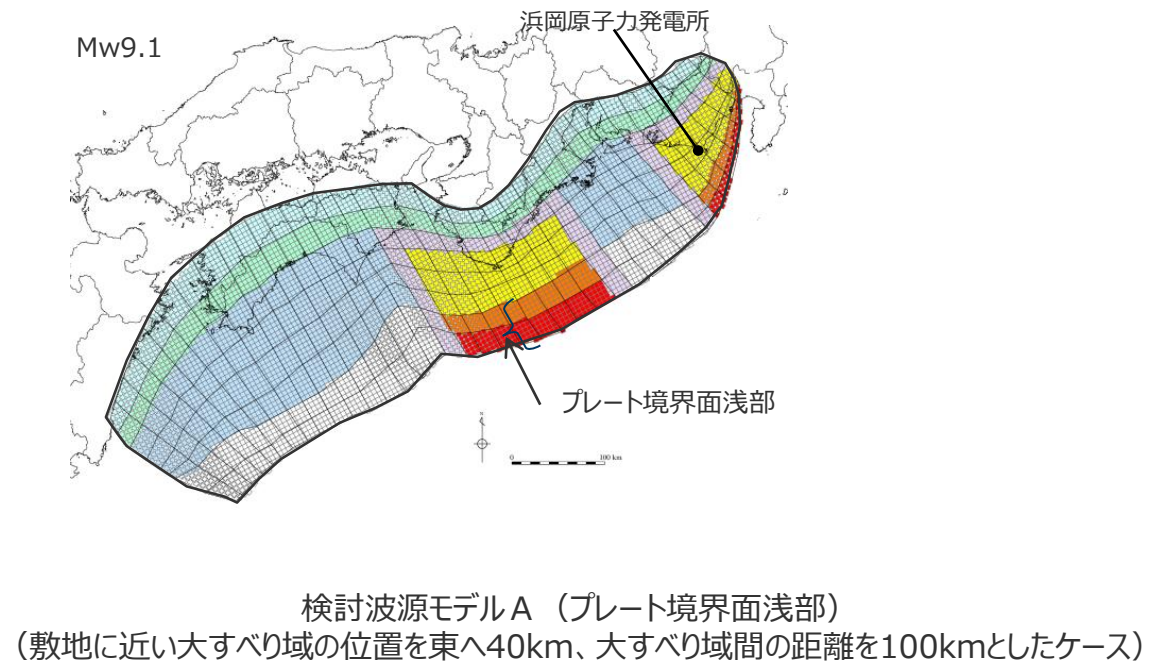 浜岡原子力発電所
Mw9.1
プレート境界面浅部
N
0 100 km
検討波源モデルA （プレート境界面浅部）
（敷地に近い大すべり域の位置を東へ40km、大すべり域間の距離を100kmとしたケース）